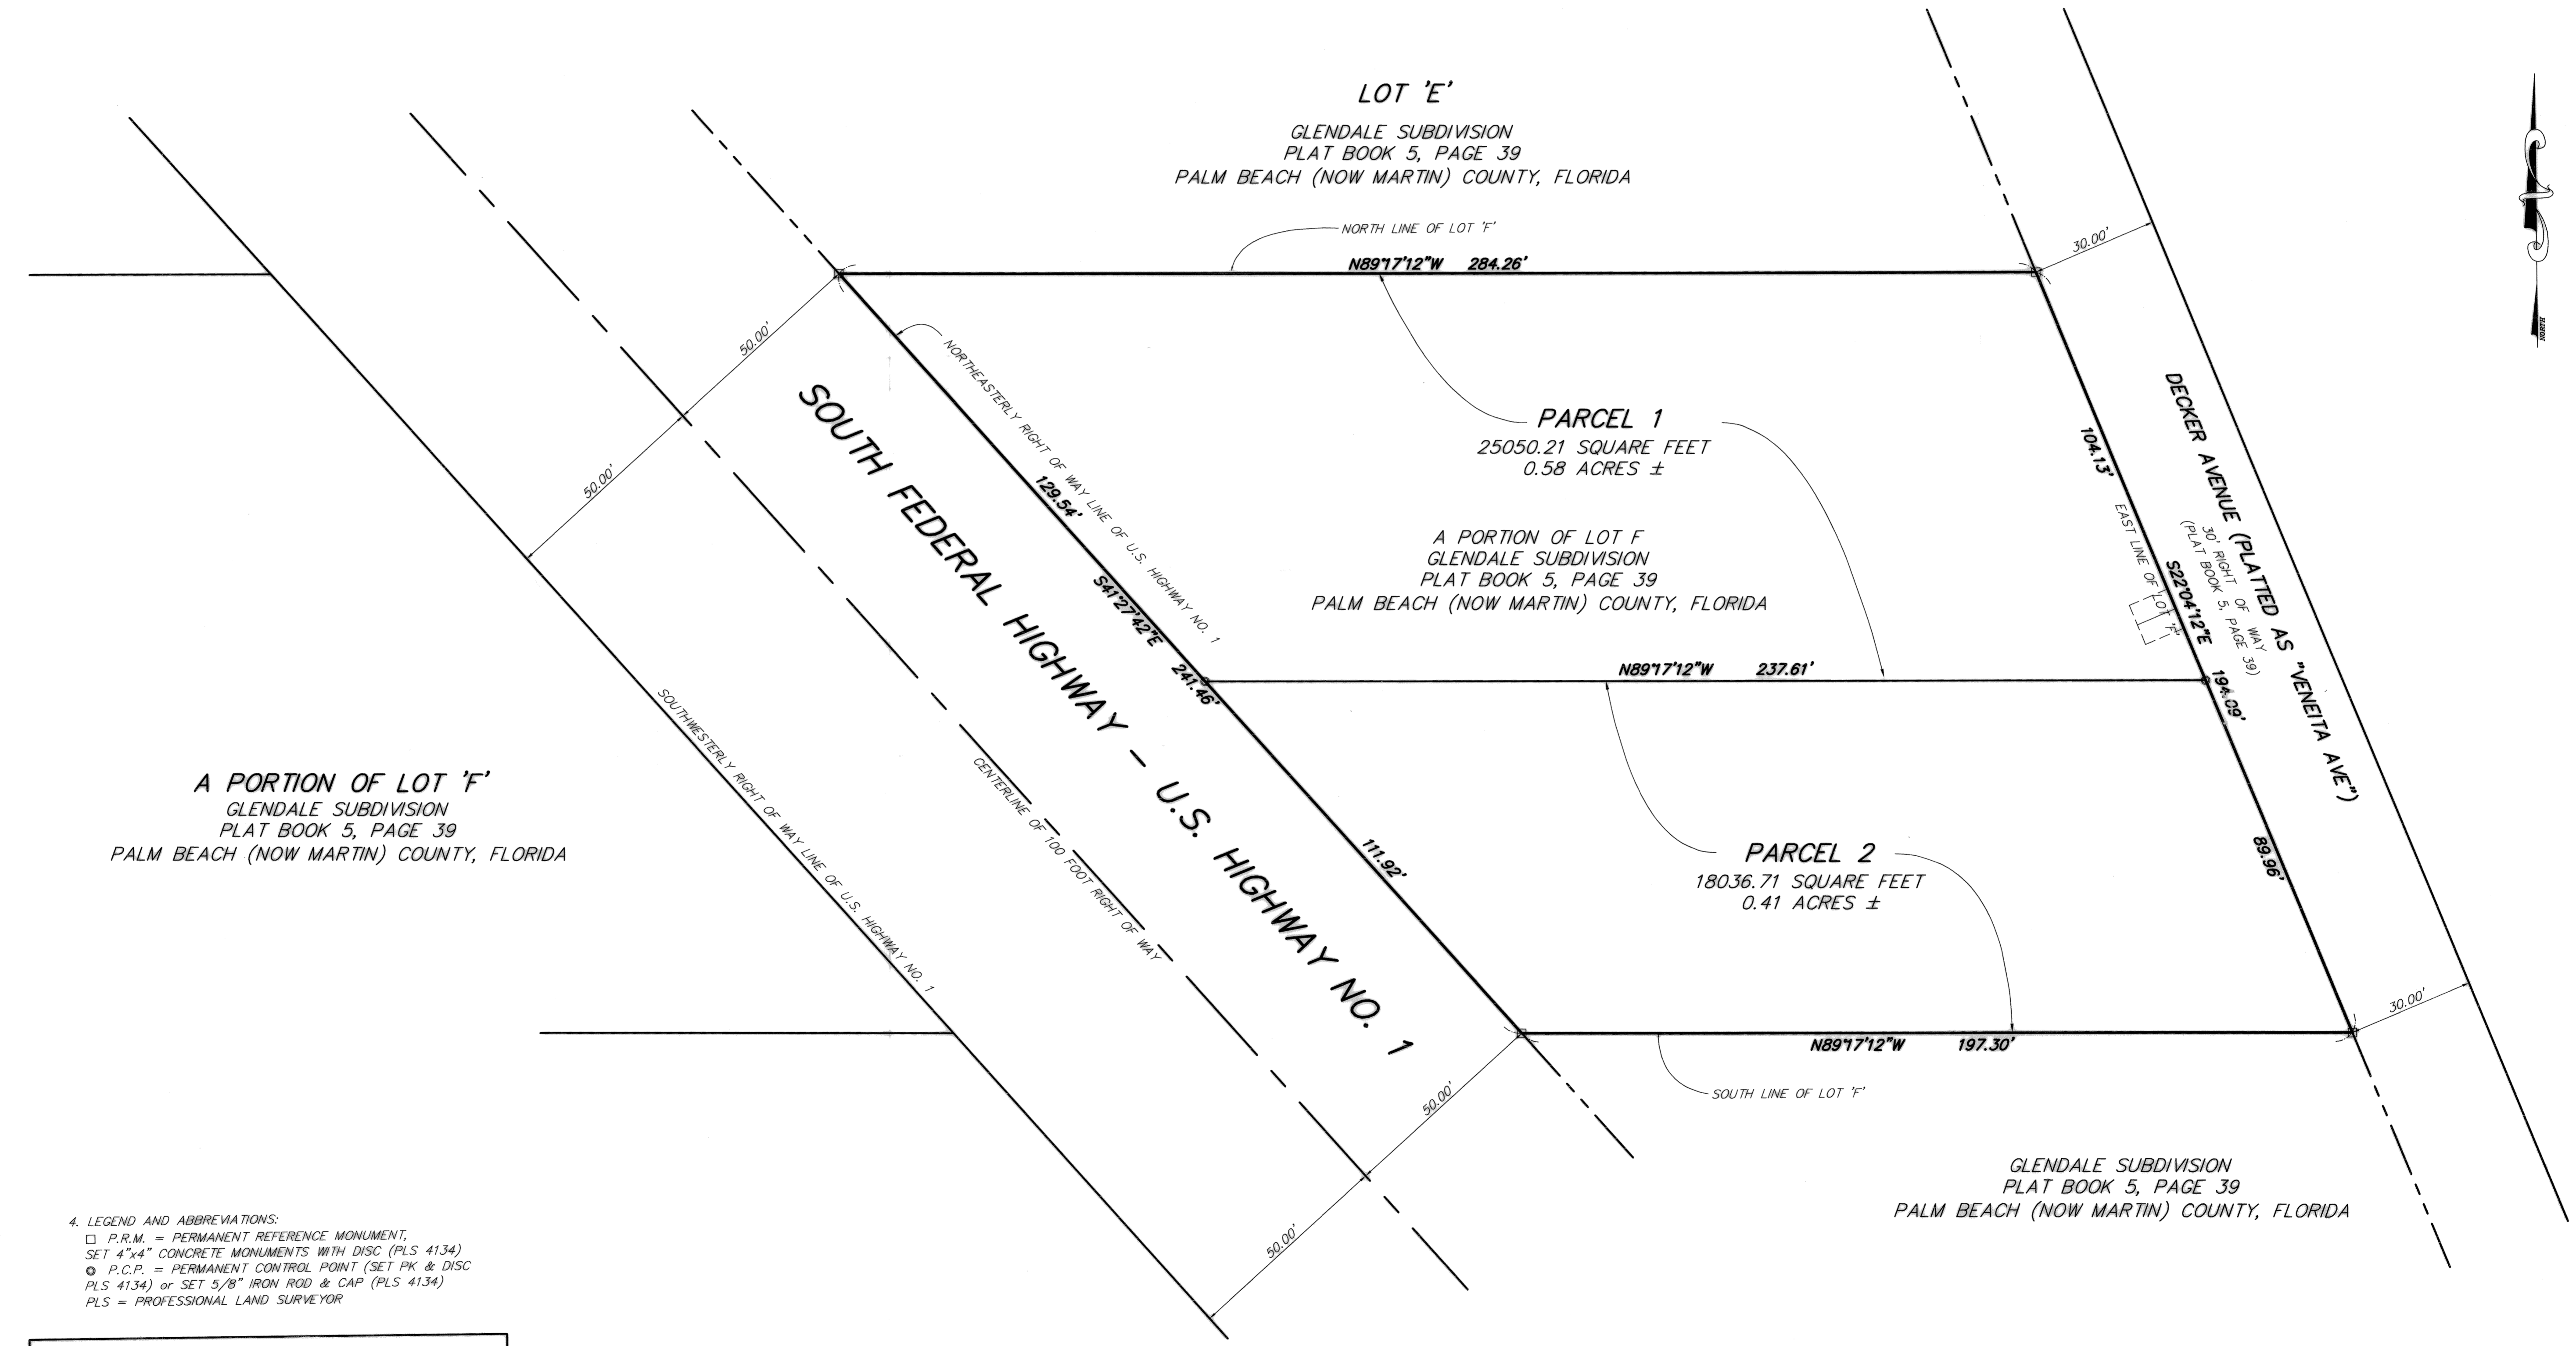 LOT 'E'
GLENDALE SUBDIVISION
PLAT BOOK 5, PAGE 39
PALM BEACH (NOW MARTIN) COUNTY, FLORIDA
NORTH LINE OF LOT 'F'
N89°17'12"W 284.26'
30.00'
NORTH
50.00'
50.00'
NORTHEASTERLY RIGHT OF WAY LINE OF U.S. HIGHWAY NO. 1
129.54'
S41°27'42"E 241.46'
SOUTH FEDERAL HIGHWAY - U.S. HIGHWAY NO. 1
PARCEL 1
25050.21 SQUARE FEET
0.58 ACRES ±
A PORTION OF LOT F
GLENDALE SUBDIVISION
PLAT BOOK 5, PAGE 39
PALM BEACH (NOW MARTIN) COUNTY, FLORIDA
104.13'
EAST LINE OF LOT 'F'
S22°04'12"E 194.09'
DECKER AVENUE (PLATTED AS "VENEITA AVE")
30' RIGHT OF WAY
(PLAT BOOK 5, PAGE 39)
N89°17'12"W 237.61'
SOUTHWESTERLY RIGHT OF WAY LINE OF U.S. HIGHWAY NO. 1
CENTERLINE OF 100 FOOT RIGHT OF WAY
A PORTION OF LOT 'F'
GLENDALE SUBDIVISION
PLAT BOOK 5, PAGE 39
PALM BEACH (NOW MARTIN) COUNTY, FLORIDA
111.92'
PARCEL 2
18036.71 SQUARE FEET
0.41 ACRES ±
89.96'
30.00'
N89°17'12"W 197.30'
SOUTH LINE OF LOT 'F'
50.00'
50.00'
GLENDALE SUBDIVISION
PLAT BOOK 5, PAGE 39
PALM BEACH (NOW MARTIN) COUNTY, FLORIDA
4. LEGEND AND ABBREVIATIONS:
□ P.R.M. = PERMANENT REFERENCE MONUMENT,
SET 4"x4" CONCRETE MONUMENTS WITH DISC (PLS 4134)
◎ P.C.P. = PERMANENT CONTROL POINT (SET PK & DISC
PLS 4134) or SET 5/8" IRON ROD & CAP (PLS 4134)
PLS = PROFESSIONAL LAND SURVEYOR